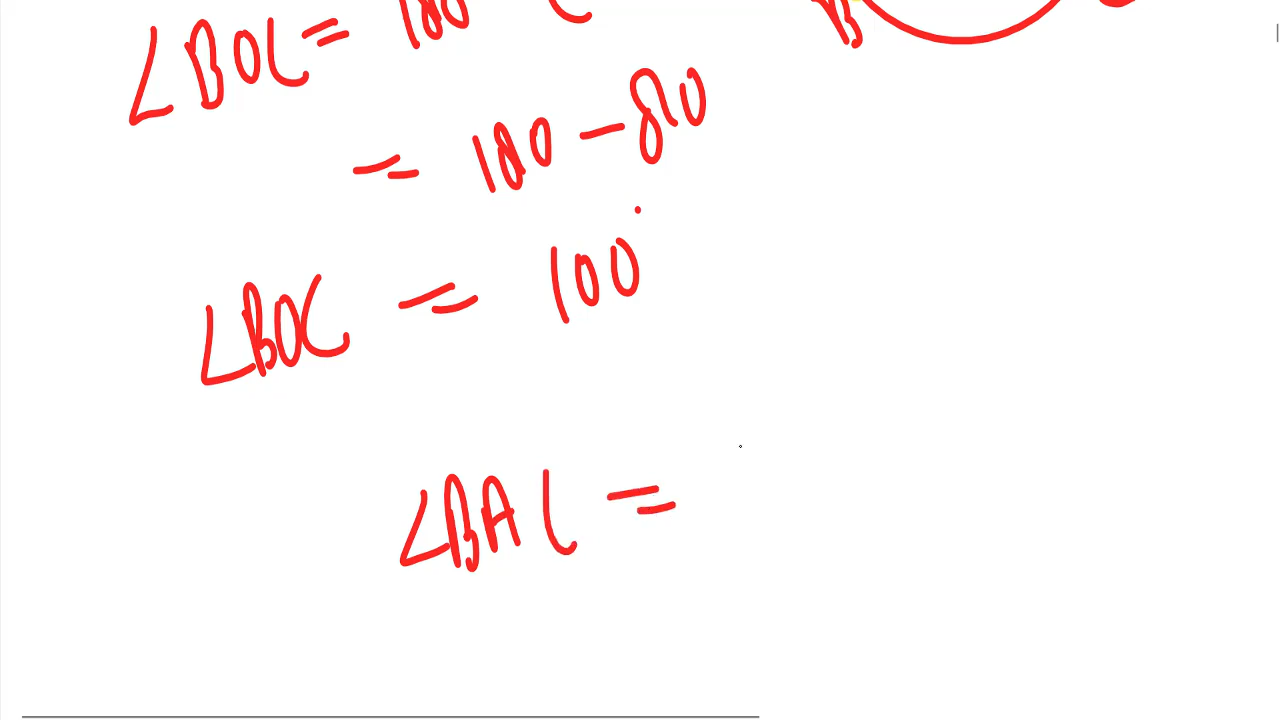 ∠BOC = 180
B
= 180 - 80
∠BOC = 100°
∠BAC =